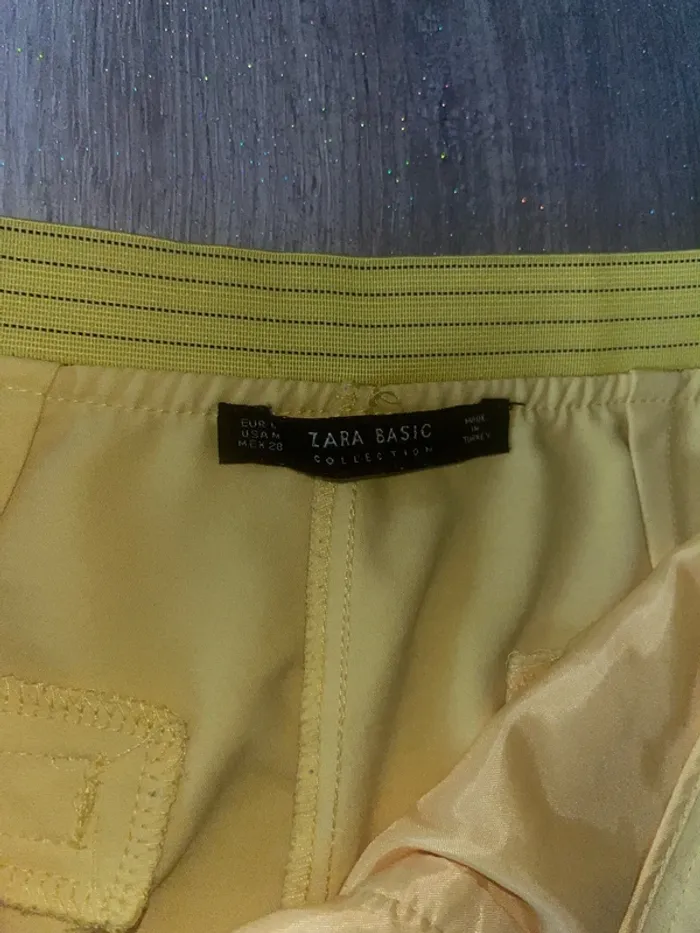 EUR L
USA M
MEX 28
ZARA BASIC
COLLECTION
MADE
IN
TURKEY